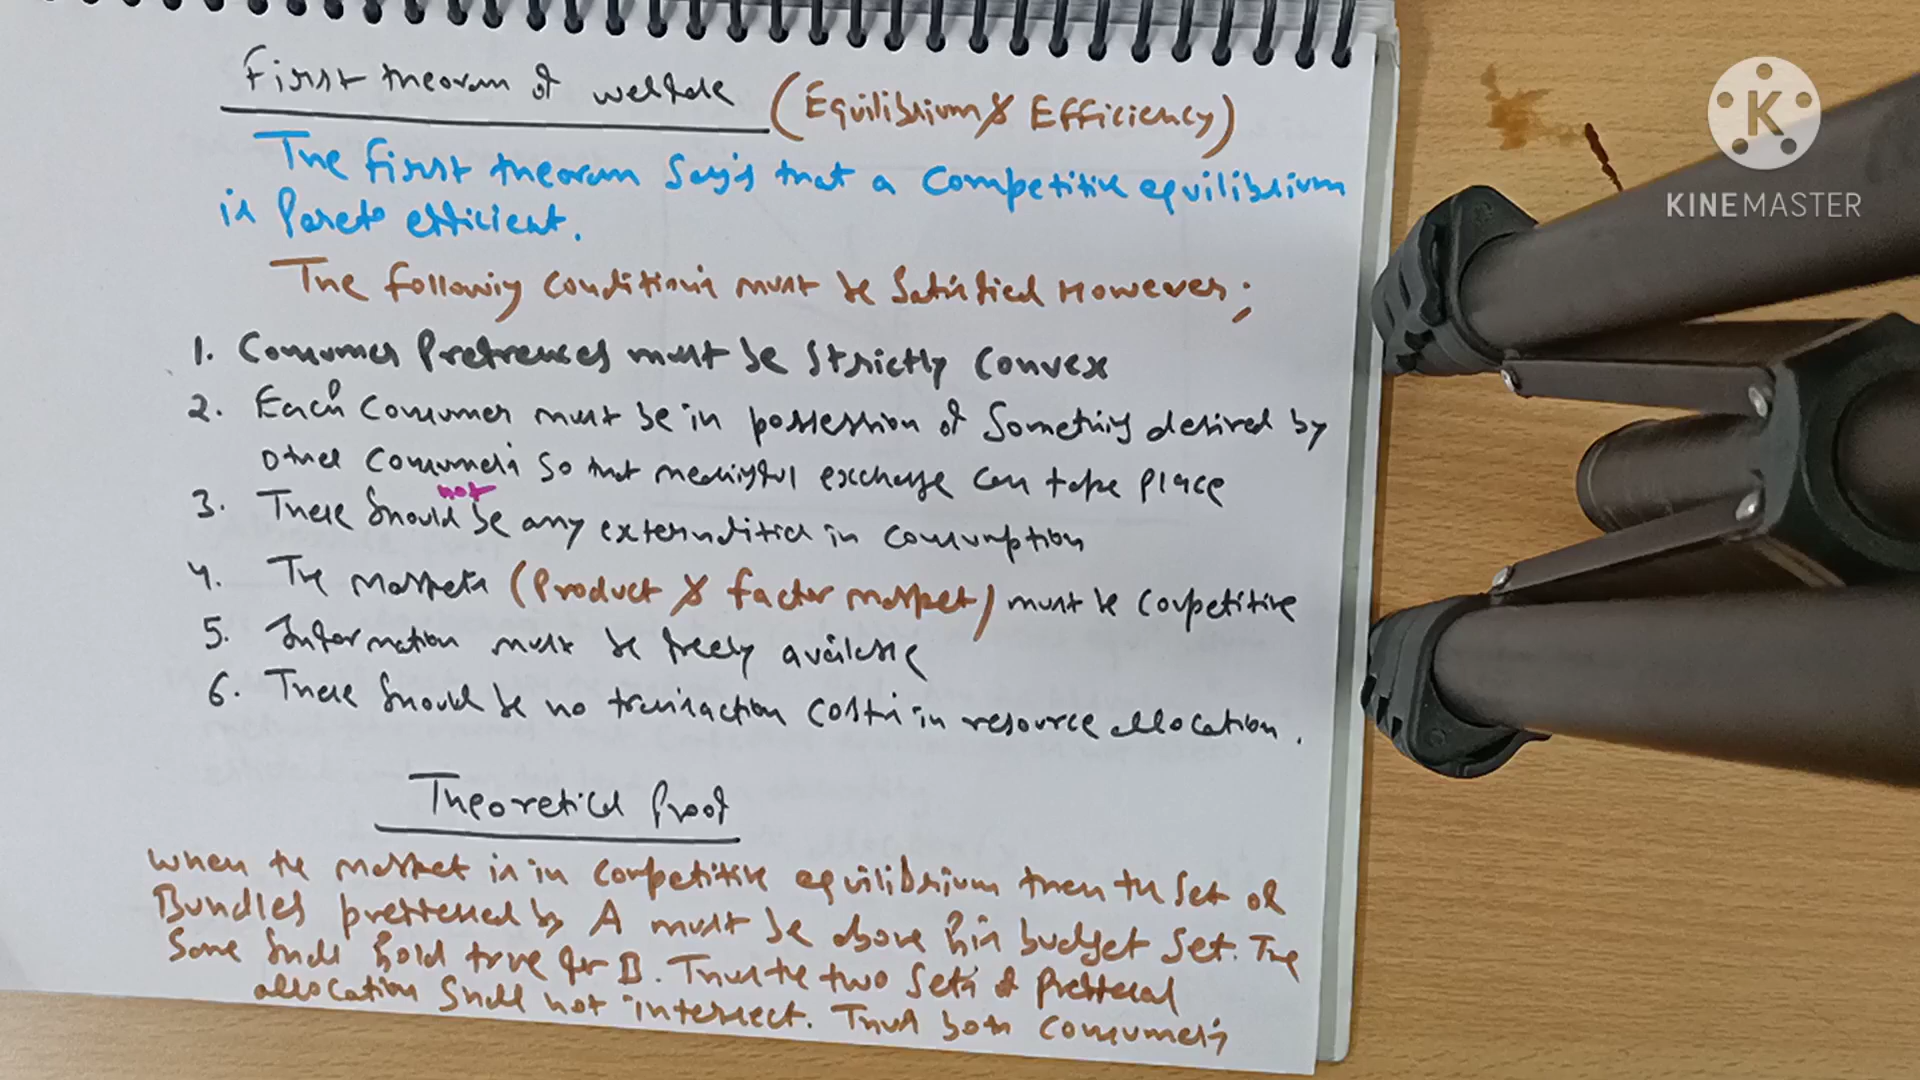 First theoram of welfare (Equilibrium & Efficiency)
The first theoram Say's that a Competitive equilibrium
is Pareto efficient.
The following Conditions must be Satisfied However;
1. Consumer Prefrences must be Strictly Convex
2. Each Consumer must be in possession of Something desired by
other Consumers So that meaningful exchange Can take place
not
3. There Should be any externalities in Consumption
4. The Markets (Product & factor market) must be Competitive
5. Information must be freely available
6. There Should be no transaction Costs in resource allocation.
Theoretical Proof
When the market is in Competitive equilibrium then the Set of
Bundles preffered by A must be above his budget Set. The
Same Shall hold true for B. Thus the two Sets of Preffered
allocation Shall not intersect. Thus both Consumers
K
KINEMASTER